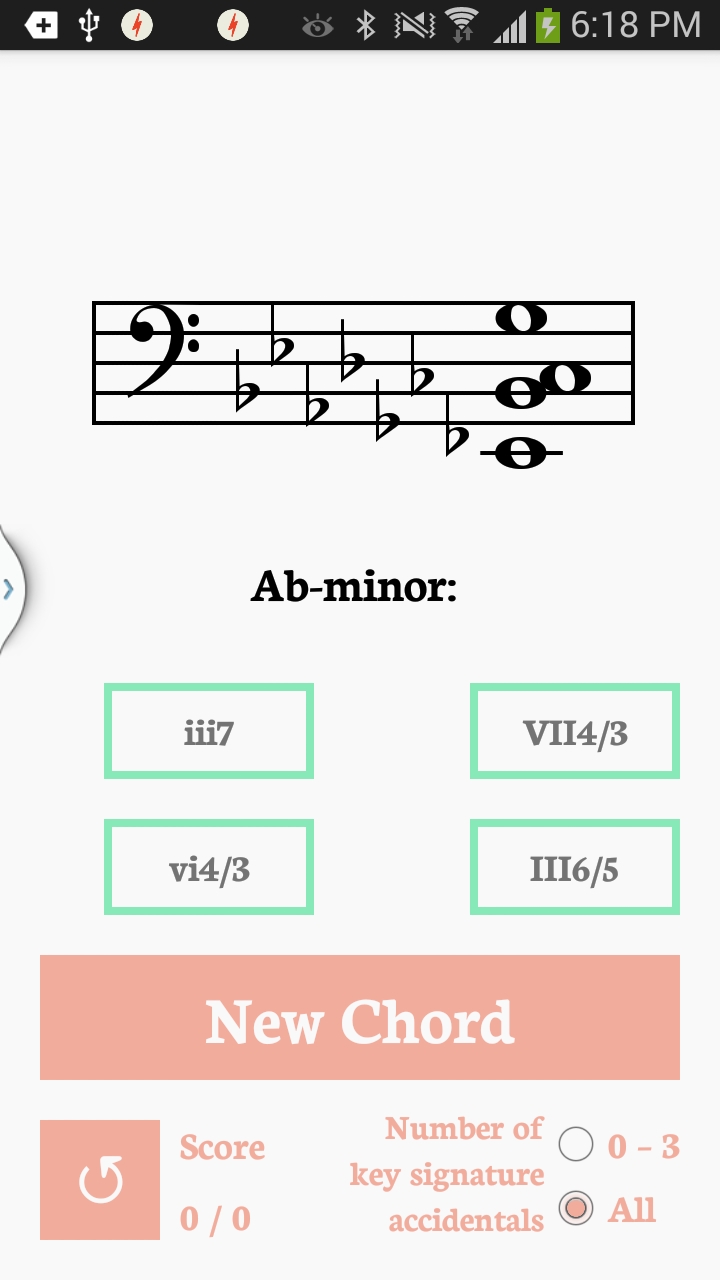 6:18 PM
Ab-minor:
iii7
VII4/3
vi4/3
III6/5
New Chord
Score
0 / 0
Number of
key signature
accidentals
0 – 3
All